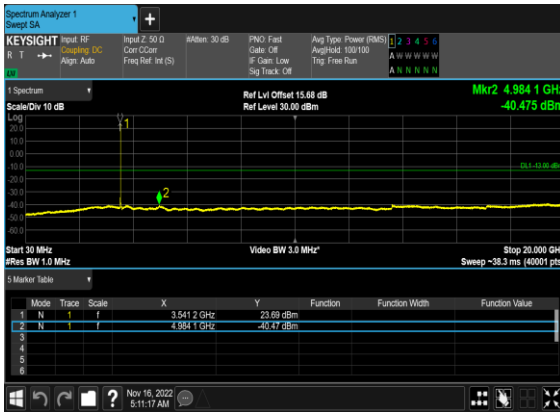 Spectrum Analyzer 1
Swept SA
+
KEYSIGHT
R T
Input: RF
Coupling: DC
Align: Auto
Input Z: 50 Ω
Corr CCorr
Freq Ref: Int (S)
#Atten: 30 dB
PNO: Fast
Gate: Off
IF Gain: Low
Sig Track: Off
Avg Type: Power (RMS)
Avg|Hold: 100/100
Trig: Free Run
1 2 3 4 5 6
A W W W W W
A N N N N N
1 Spectrum
Scale/Div 10 dB
Ref Lvl Offset 15.68 dB
Ref Level 30.00 dBm
Mkr2 4.984 1 GHz
-40.475 dBm
Log
20.0
10.0
0.00
-10.0
-20.0
-30.0
-40.0
-50.0
-60.0
1
2
DL1 -13.00 dBm
Start 30 MHz
#Res BW 1.0 MHz
Video BW 3.0 MHz*
Stop 20.000 GHz
Sweep ~38.3 ms (40001 pts)
5 Marker Table
Mode Trace Scale X Y Function Function Width Function Value
1 N 1 f 3.541 2 GHz 23.69 dBm
2 N 1 f 4.984 1 GHz -40.47 dBm
3
4
5
6
?
Nov 16, 2022
5:11:17 AM